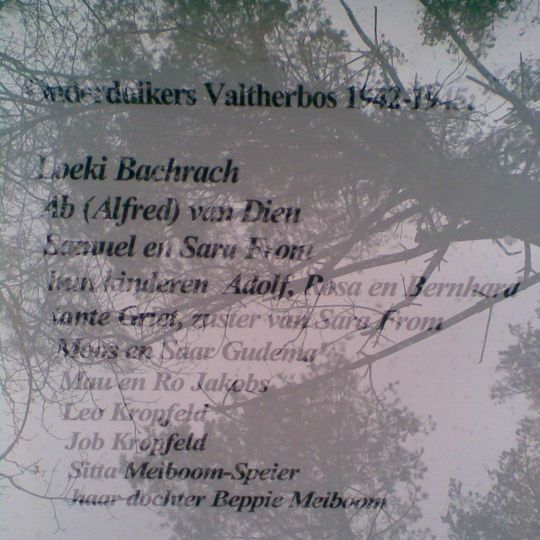 Onderduikers Valtherbos 1942-1945:
Loeki Bachrach
Ab (Alfred) van Dien
Samuel en Sara From
hun kinderen Adolf, Rosa en Bernhard
tante Griet, zuster van Sara From
Mobs en Saar Gudema
Mau en Ro Jakobs
Leo Kropfeld
Job Kropfeld
Sitta Meiboom-Speier
haar dochter Beppie Meiboom